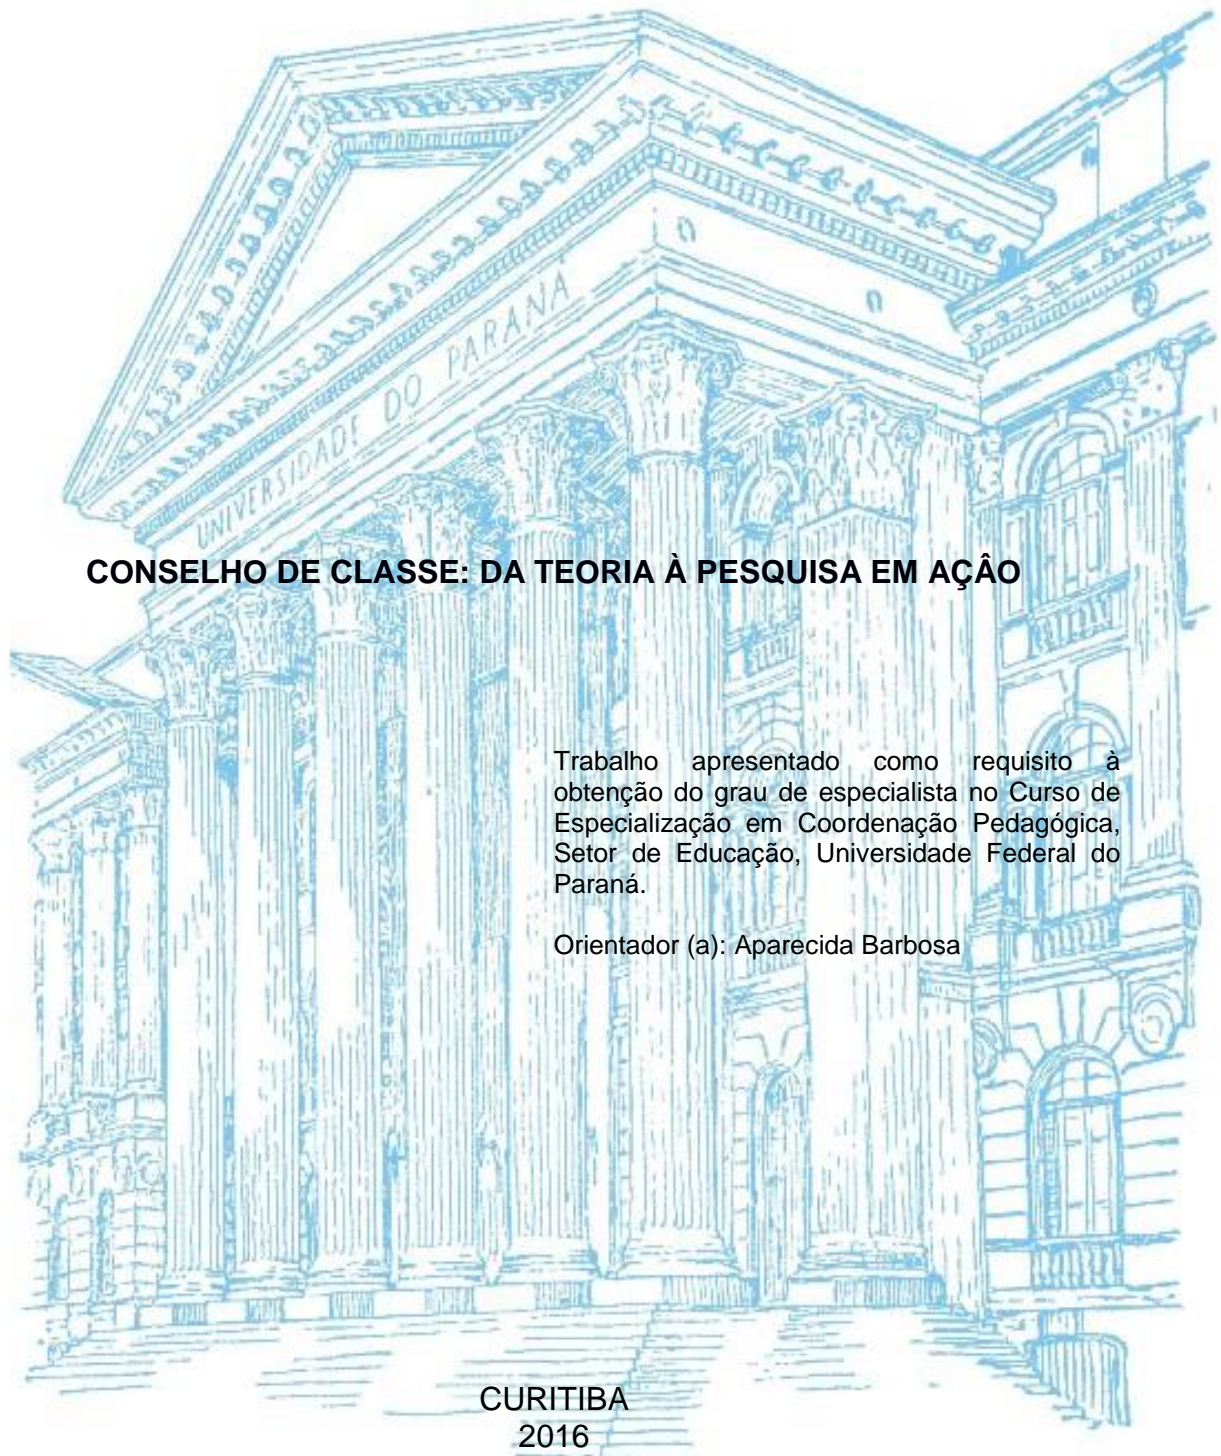 UNIVERSIDADE DO PARANÁ
CONSELHO DE CLASSE: DA TEORIA À PESQUISA EM AÇÂO
Trabalho apresentado como requisito à
obtenção do grau de especialista no Curso de
Especialização em Coordenação Pedagógica,
Setor de Educação, Universidade Federal do
Paraná.
Orientador (a): Aparecida Barbosa
CURITIBA
2016